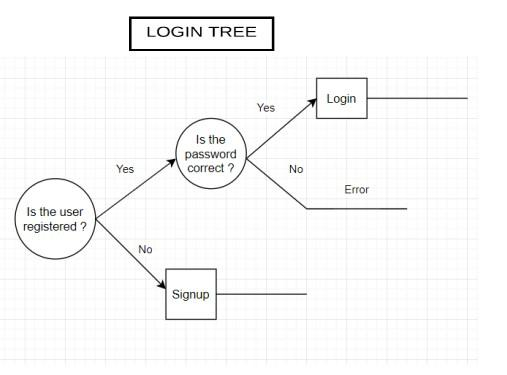 LOGIN TREE
Yes
Login
Is the
password
correct ?
Yes
No
Error
Is the user
registered ?
No
Signup